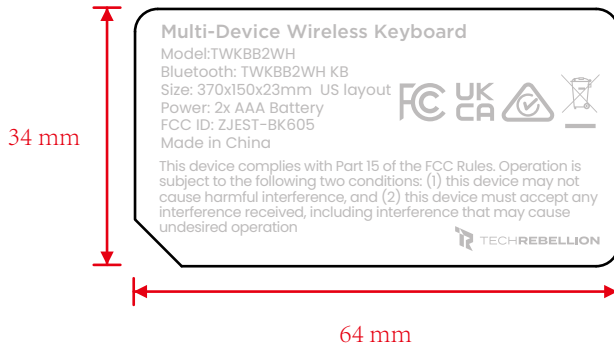 Multi-Device Wireless Keyboard
Model:TWKBB2WH
Bluetooth: TWKBB2WH KB
Size: 370x150x23mm  US layout
Power: 2x AAA Battery
FCC ID: ZJEST-BK605
Made in China
FC UK CA
This device complies with Part 15 of the FCC Rules. Operation is
subject to the following two conditions: (1) this device may not
cause harmful interference, and (2) this device must accept any
interference received, including interference that may cause
undesired operation
TECHREBELLION
34 mm
64 mm